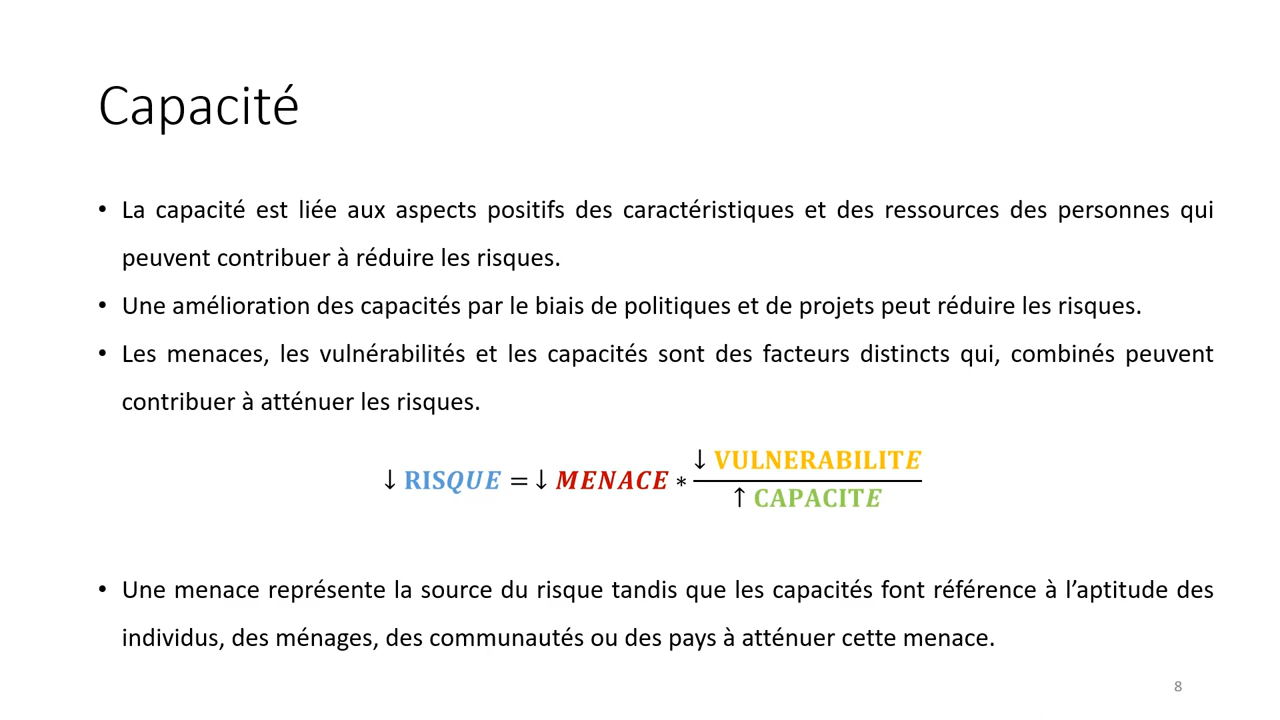 Capacité
• La capacité est liée aux aspects positifs des caractéristiques et des ressources des personnes qui
peuvent contribuer à réduire les risques.
• Une amélioration des capacités par le biais de politiques et de projets peut réduire les risques.
• Les menaces, les vulnérabilités et les capacités sont des facteurs distincts qui, combinés peuvent
contribuer à atténuer les risques.
↓ VULNERABILITE
↓ RISQUE = ↓ MENACE *
↑ CAPACITE
• Une menace représente la source du risque tandis que les capacités font référence à l’aptitude des
individus, des ménages, des communautés ou des pays à atténuer cette menace.
8